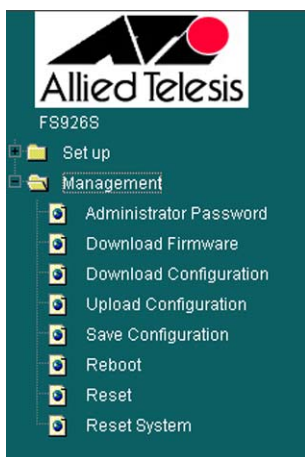 Allied Telesis
FS926S
Set up
Management
Administrator Password
Download Firmware
Download Configuration
Upload Configuration
Save Configuration
Reboot
Reset
Reset System